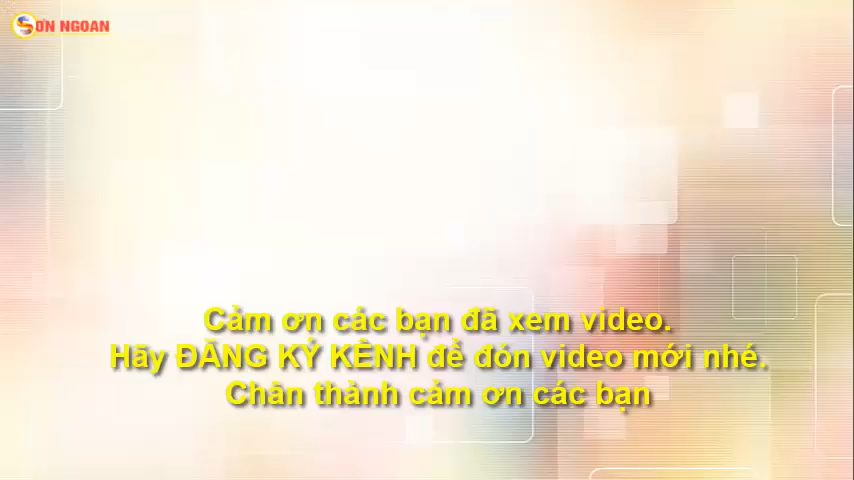 SƠN NGOAN
Cảm ơn các bạn đã xem video.
Hãy ĐĂNG KÝ KÊNH để đón video mới nhé.
Chân thành cảm ơn các bạn